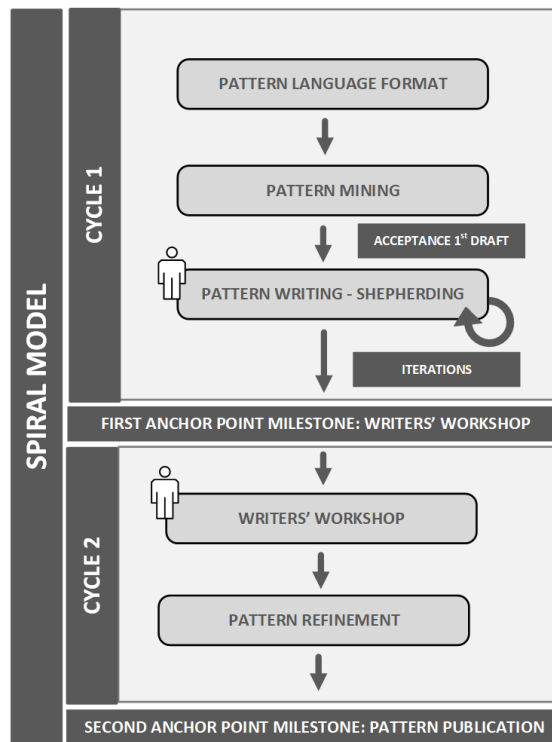 SPIRAL MODEL
CYCLE 1
PATTERN LANGUAGE FORMAT
PATTERN MINING
ACCEPTANCE 1st DRAFT
PATTERN WRITING - SHEPHERDING
ITERATIONS
FIRST ANCHOR POINT MILESTONE: WRITERS’ WORKSHOP
CYCLE 2
WRITERS’ WORKSHOP
PATTERN REFINEMENT
SECOND ANCHOR POINT MILESTONE: PATTERN PUBLICATION